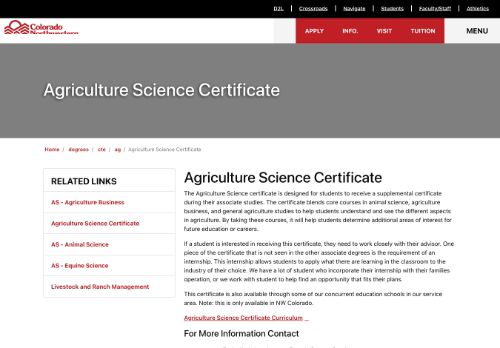 D2L Crossroads Navigate Students Faculty/Staff Athletics
Colorado
Northwestern
APPLY INFO. VISIT TUITION MENU
Agriculture Science Certificate
Home / degrees / cte / ag / Agriculture Science Certificate
RELATED LINKS
AS - Agriculture Business
Agriculture Science Certificate
AS - Animal Science
AS - Equine Science
Livestock and Ranch Management
Agriculture Science Certificate
The Agriculture Science certificate is designed for students to receive a supplemental certificate
during their associate studies. The certificate blends core courses in animal science, agriculture
business, and general agriculture studies to help students understand and see the different aspects
in agriculture. By taking these courses, it will help students determine additional areas of interest for
future education or careers.
If a student is interested in receiving this certificate, they need to work closely with their advisor. One
piece of the certificate that is not seen in the other associate degrees is the requirement of an
internship. This internship allows students to apply what there are learning in the classroom to the
industry of their choice. We have a lot of student who incorporate their internship with their families
operation, or we work with student to help find an opportunity that fits their plans.
This certificate is also available through some of our concurrent education schools in our service
area. Note: this is only available in NW Colorado.
Agriculture Science Certificate Curriculum
For More Information Contact